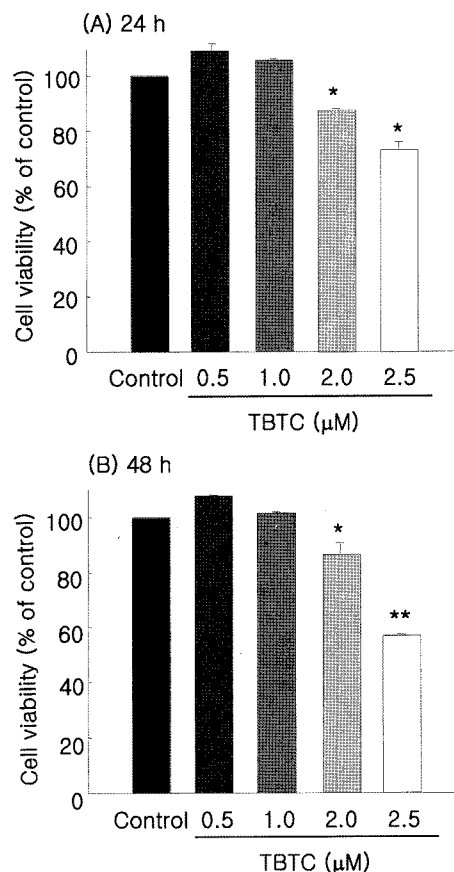 (A) 24 h
Cell viability (% of control)
100
80
60
40
20
0
*
*
Control 0.5 1.0 2.0 2.5
TBTC (μM)
(B) 48 h
Cell viability (% of control)
100
80
60
40
20
0
*
**
Control 0.5 1.0 2.0 2.5
TBTC (μM)